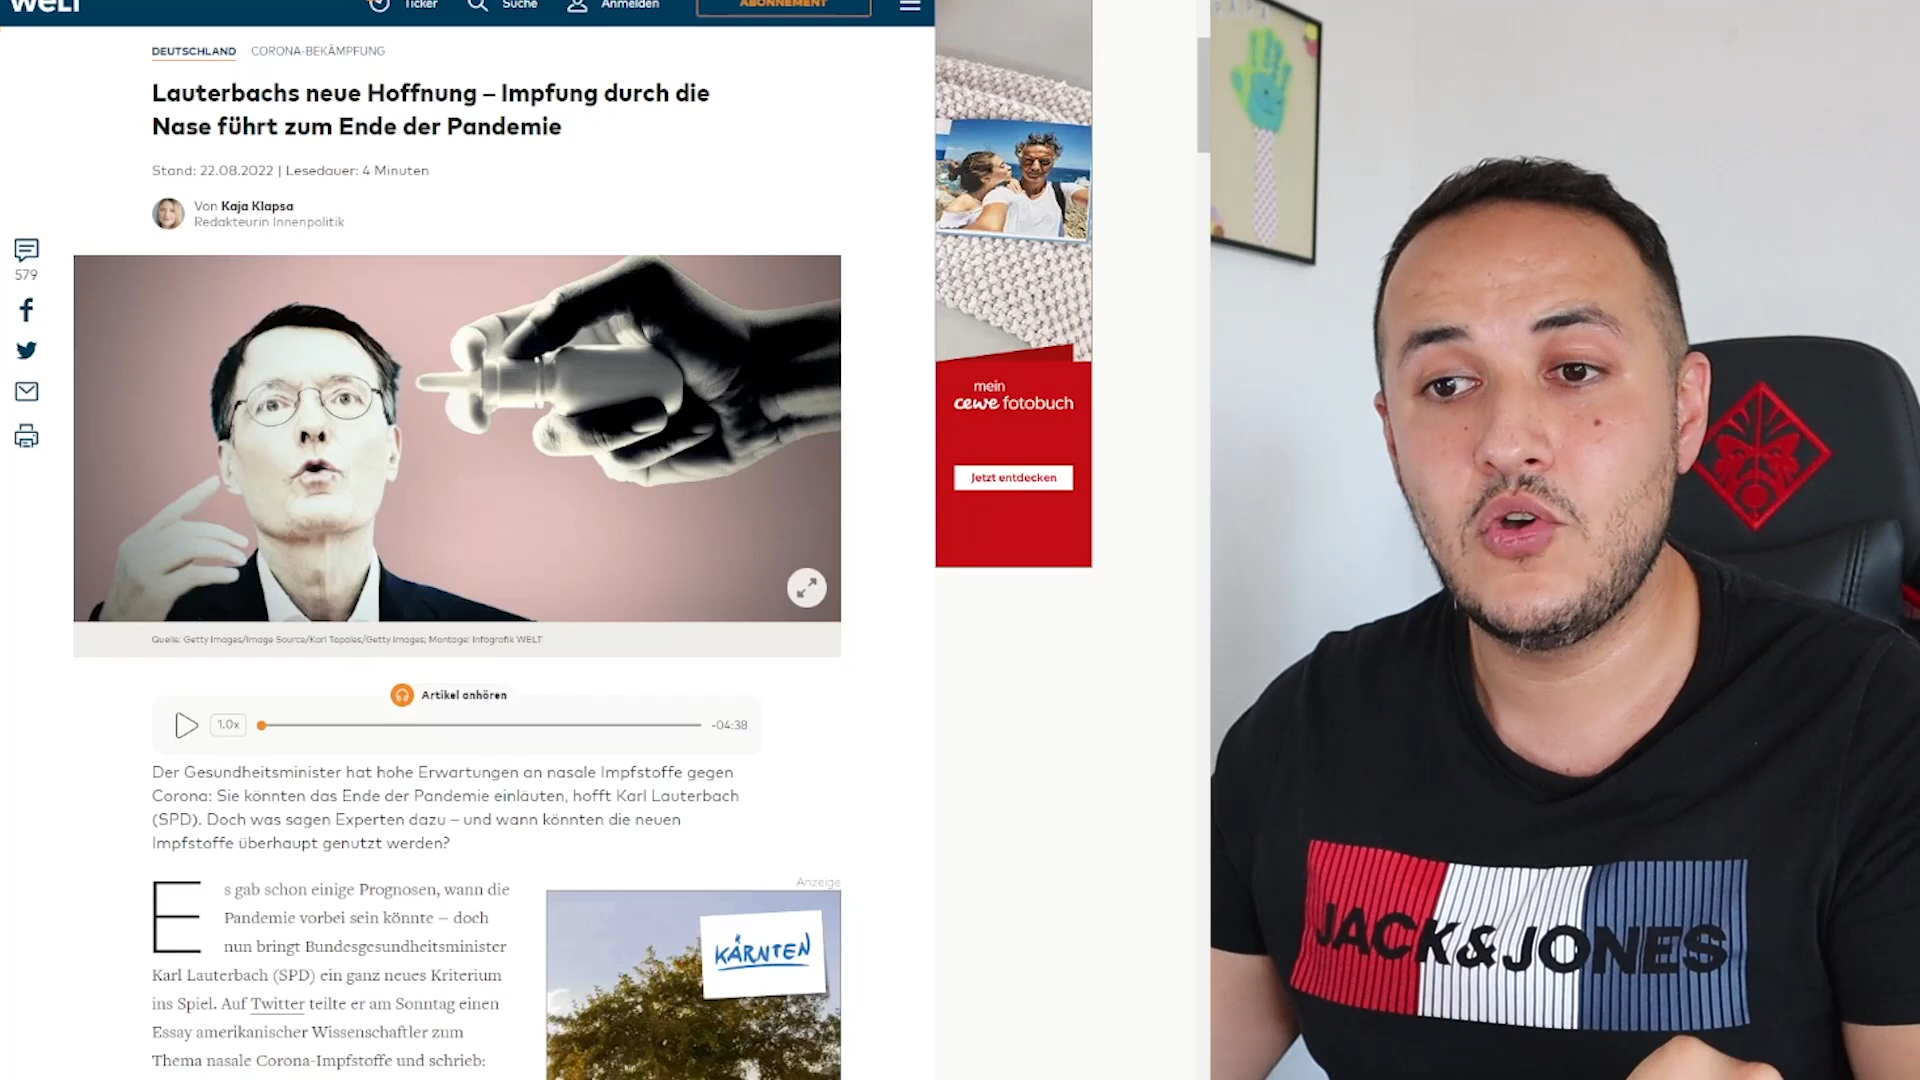 WELT
Ticker
Suche
Anmelden
ABONNEMENT
DEUTSCHLAND CORONA-BEKÄMPFUNG
Lauterbachs neue Hoffnung – Impfung durch die
Nase führt zum Ende der Pandemie
Stand: 22.08.2022 | Lesedauer: 4 Minuten
Von Kaja Klapsa
Redakteurin Innenpolitik
579
Quelle: Getty Images/Image Source/Karl Tapales/Getty Images; Montage: Infografik WELT
Artikel anhören
1.0x
-04:38
Der Gesundheitsminister hat hohe Erwartungen an nasale Impfstoffe gegen
Corona: Sie könnten das Ende der Pandemie einläuten, hofft Karl Lauterbach
(SPD). Doch was sagen Experten dazu – und wann könnten die neuen
Impfstoffe überhaupt genutzt werden?
Es gab schon einige Prognosen, wann die
Pandemie vorbei sein könnte – doch
nun bringt Bundesgesundheitsminister
Karl Lauterbach (SPD) ein ganz neues Kriterium
ins Spiel. Auf Twitter teilte er am Sonntag einen
Essay amerikanischer Wissenschaftler zum
Thema nasale Corona-Impfstoffe und schrieb:
Anzeige
KÄRNTEN
mein
cewe fotobuch
Jetzt entdecken
PAPA
JACK&JONES